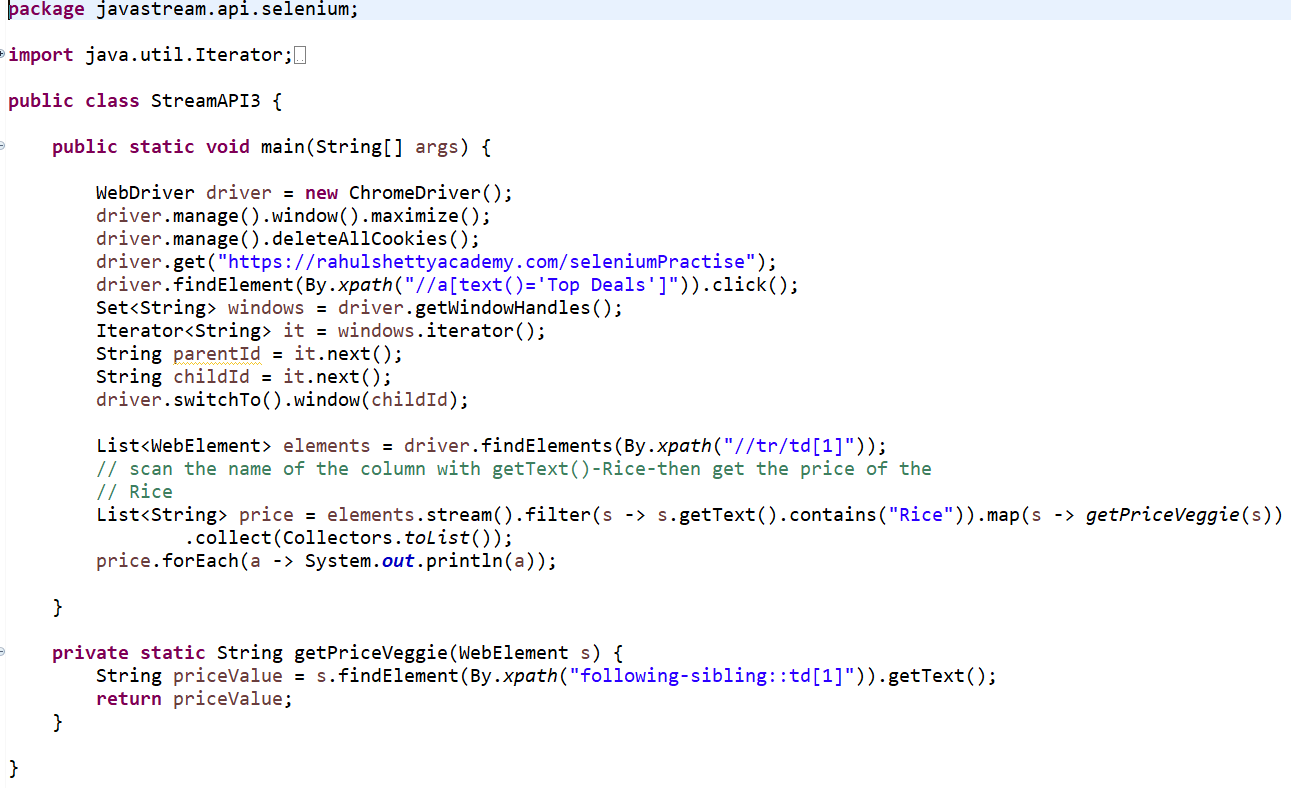 package javastream.api.selenium;
import java.util.Iterator;
public class StreamAPI3 {
public static void main(String[] args) {
WebDriver driver = new ChromeDriver();
driver.manage().window().maximize();
driver.manage().deleteAllCookies();
driver.get("https://rahulshettyacademy.com/seleniumPractise");
driver.findElement(By.xpath("//a[text()='Top Deals']")).click();
Set<String> windows = driver.getWindowHandles();
Iterator<String> it = windows.iterator();
String parentId = it.next();
String childId = it.next();
driver.switchTo().window(childId);
List<WebElement> elements = driver.findElements(By.xpath("//tr/td[1]"));
// scan the name of the column with getText()-Rice-then get the price of the
// Rice
List<String> price = elements.stream().filter(s -> s.getText().contains("Rice")).map(s -> getPriceVeggie(s))
.collect(Collectors.toList());
price.forEach(a -> System.out.println(a));
}
private static String getPriceVeggie(WebElement s) {
String priceValue = s.findElement(By.xpath("following-sibling::td[1]")).getText();
return priceValue;
}
}